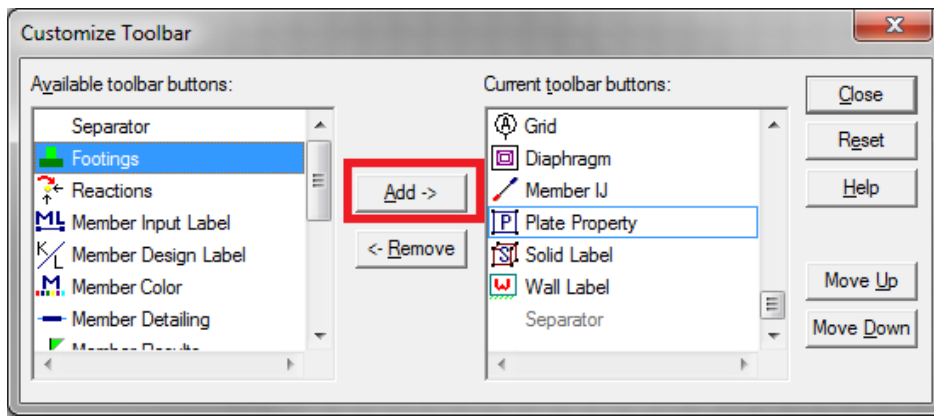 Customize Toolbar
Available toolbar buttons:
Separator
Footings
Reactions
Member Input Label
Member Design Label
Member Color
Member Detailing
Member Results
Add ->
<- Remove
Current toolbar buttons:
Grid
Diaphragm
Member IJ
Plate Property
Solid Label
Wall Label
Separator
Close
Reset
Help
Move Up
Move Down